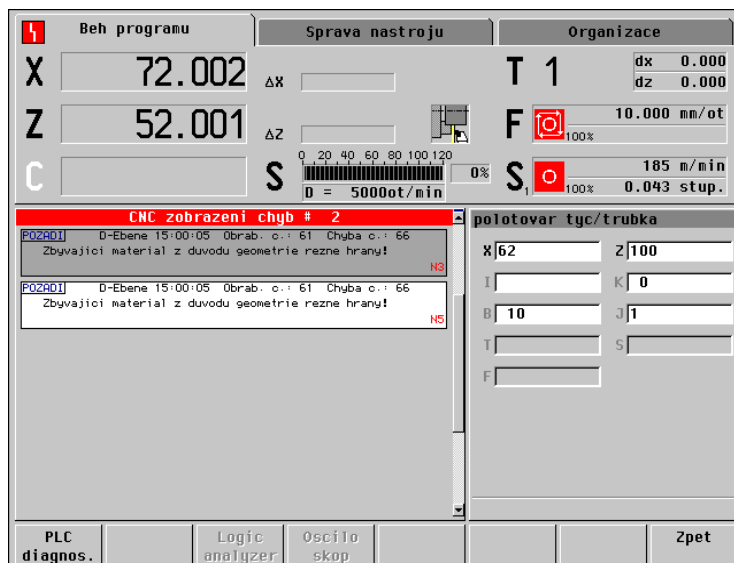 Beh programu
Sprava nastroju
Organizace
X 72.002 ΔX
T 1 dx 0.000
dz 0.000
Z 52.001 ΔZ
F 100% 10.000 mm/ot
C
S 0 20 40 60 80 100 120 0%
D = 5000ot/min
S1 100% 185 m/min
0.043 stup.
CNC zobrazeni chyb # 2
POZADI D-Ebene 15:00:05 Obrab. c.: 61 Chyba c.: 66
Zbyvajici material z duvodu geometrie rezne hrany!
N3
POZADI D-Ebene 15:00:05 Obrab. c.: 61 Chyba c.: 66
Zbyvajici material z duvodu geometrie rezne hrany!
N5
polotovar tyc/trubka
X 62 Z 100
I K 0
B 10 J 1
T S
F
PLC diagnos.
Logic analyzer
Oscilo skop
Zpet